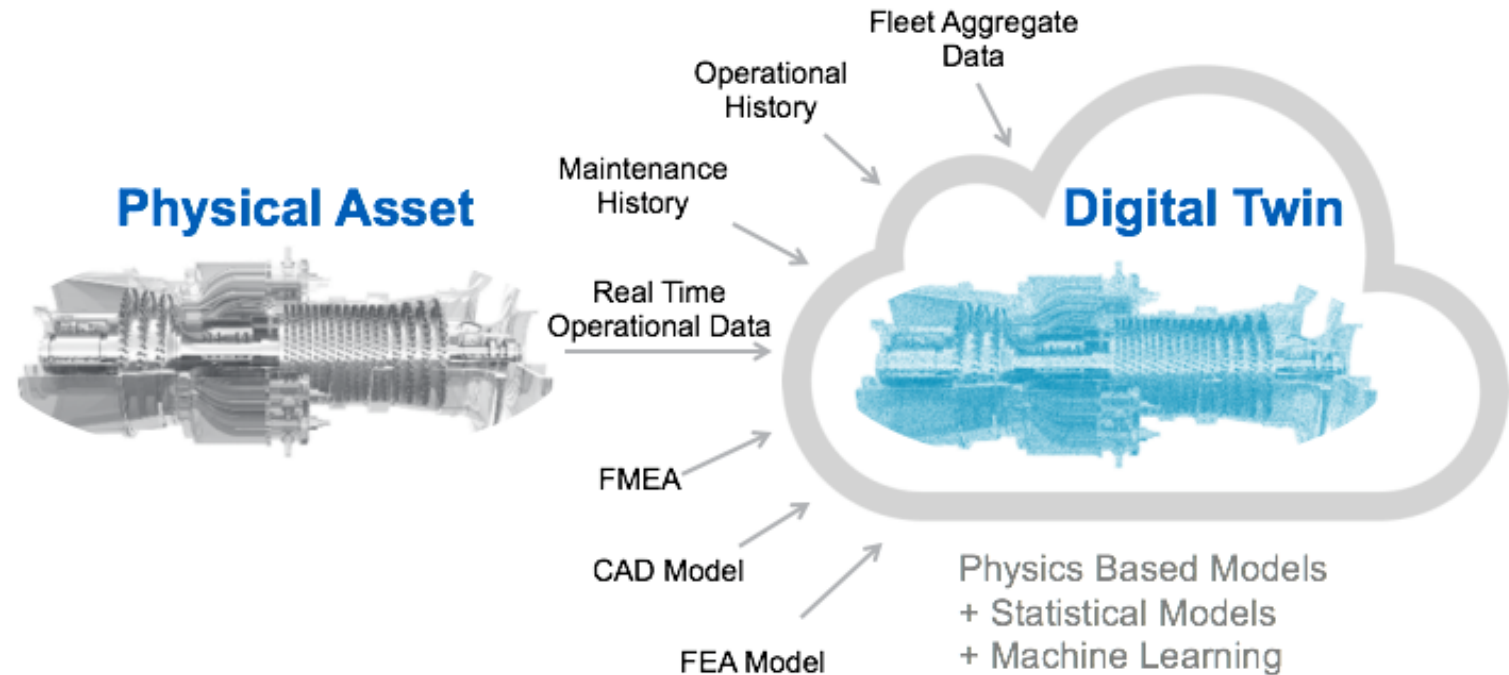 Fleet Aggregate
Data
Operational
History
Maintenance
History
Physical Asset
Digital Twin
Real Time
Operational Data
FMEA
CAD Model
FEA Model
Physics Based Models
+ Statistical Models
+ Machine Learning